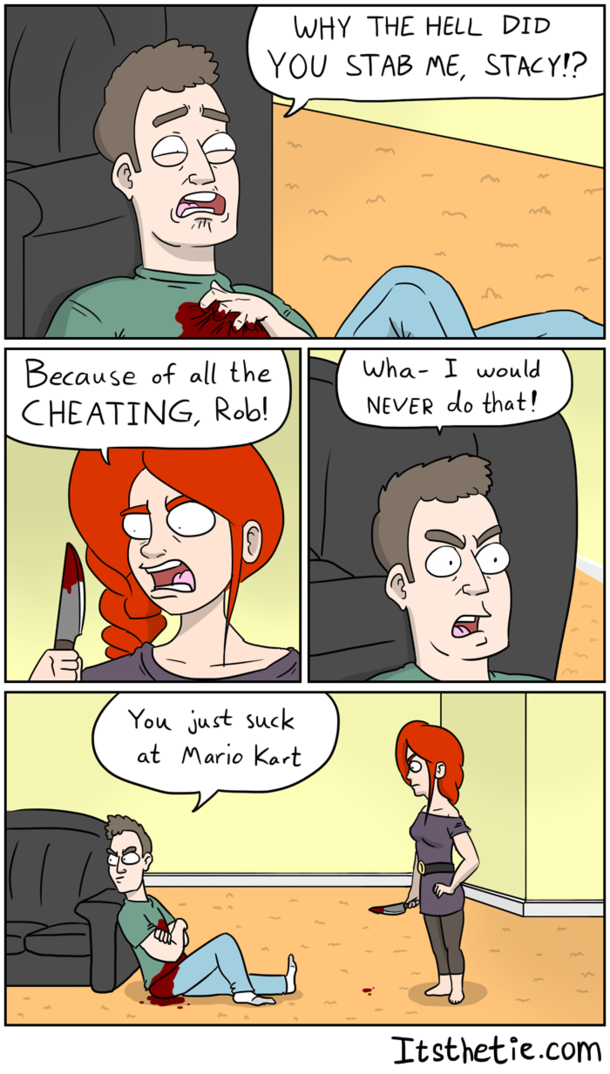 WHY THE HELL DID
YOU STAB ME, STACY!?
Because of all the
CHEATING, Rob!
Wha- I would
NEVER do that!
You just suck
at Mario Kart
Itsthetie.com